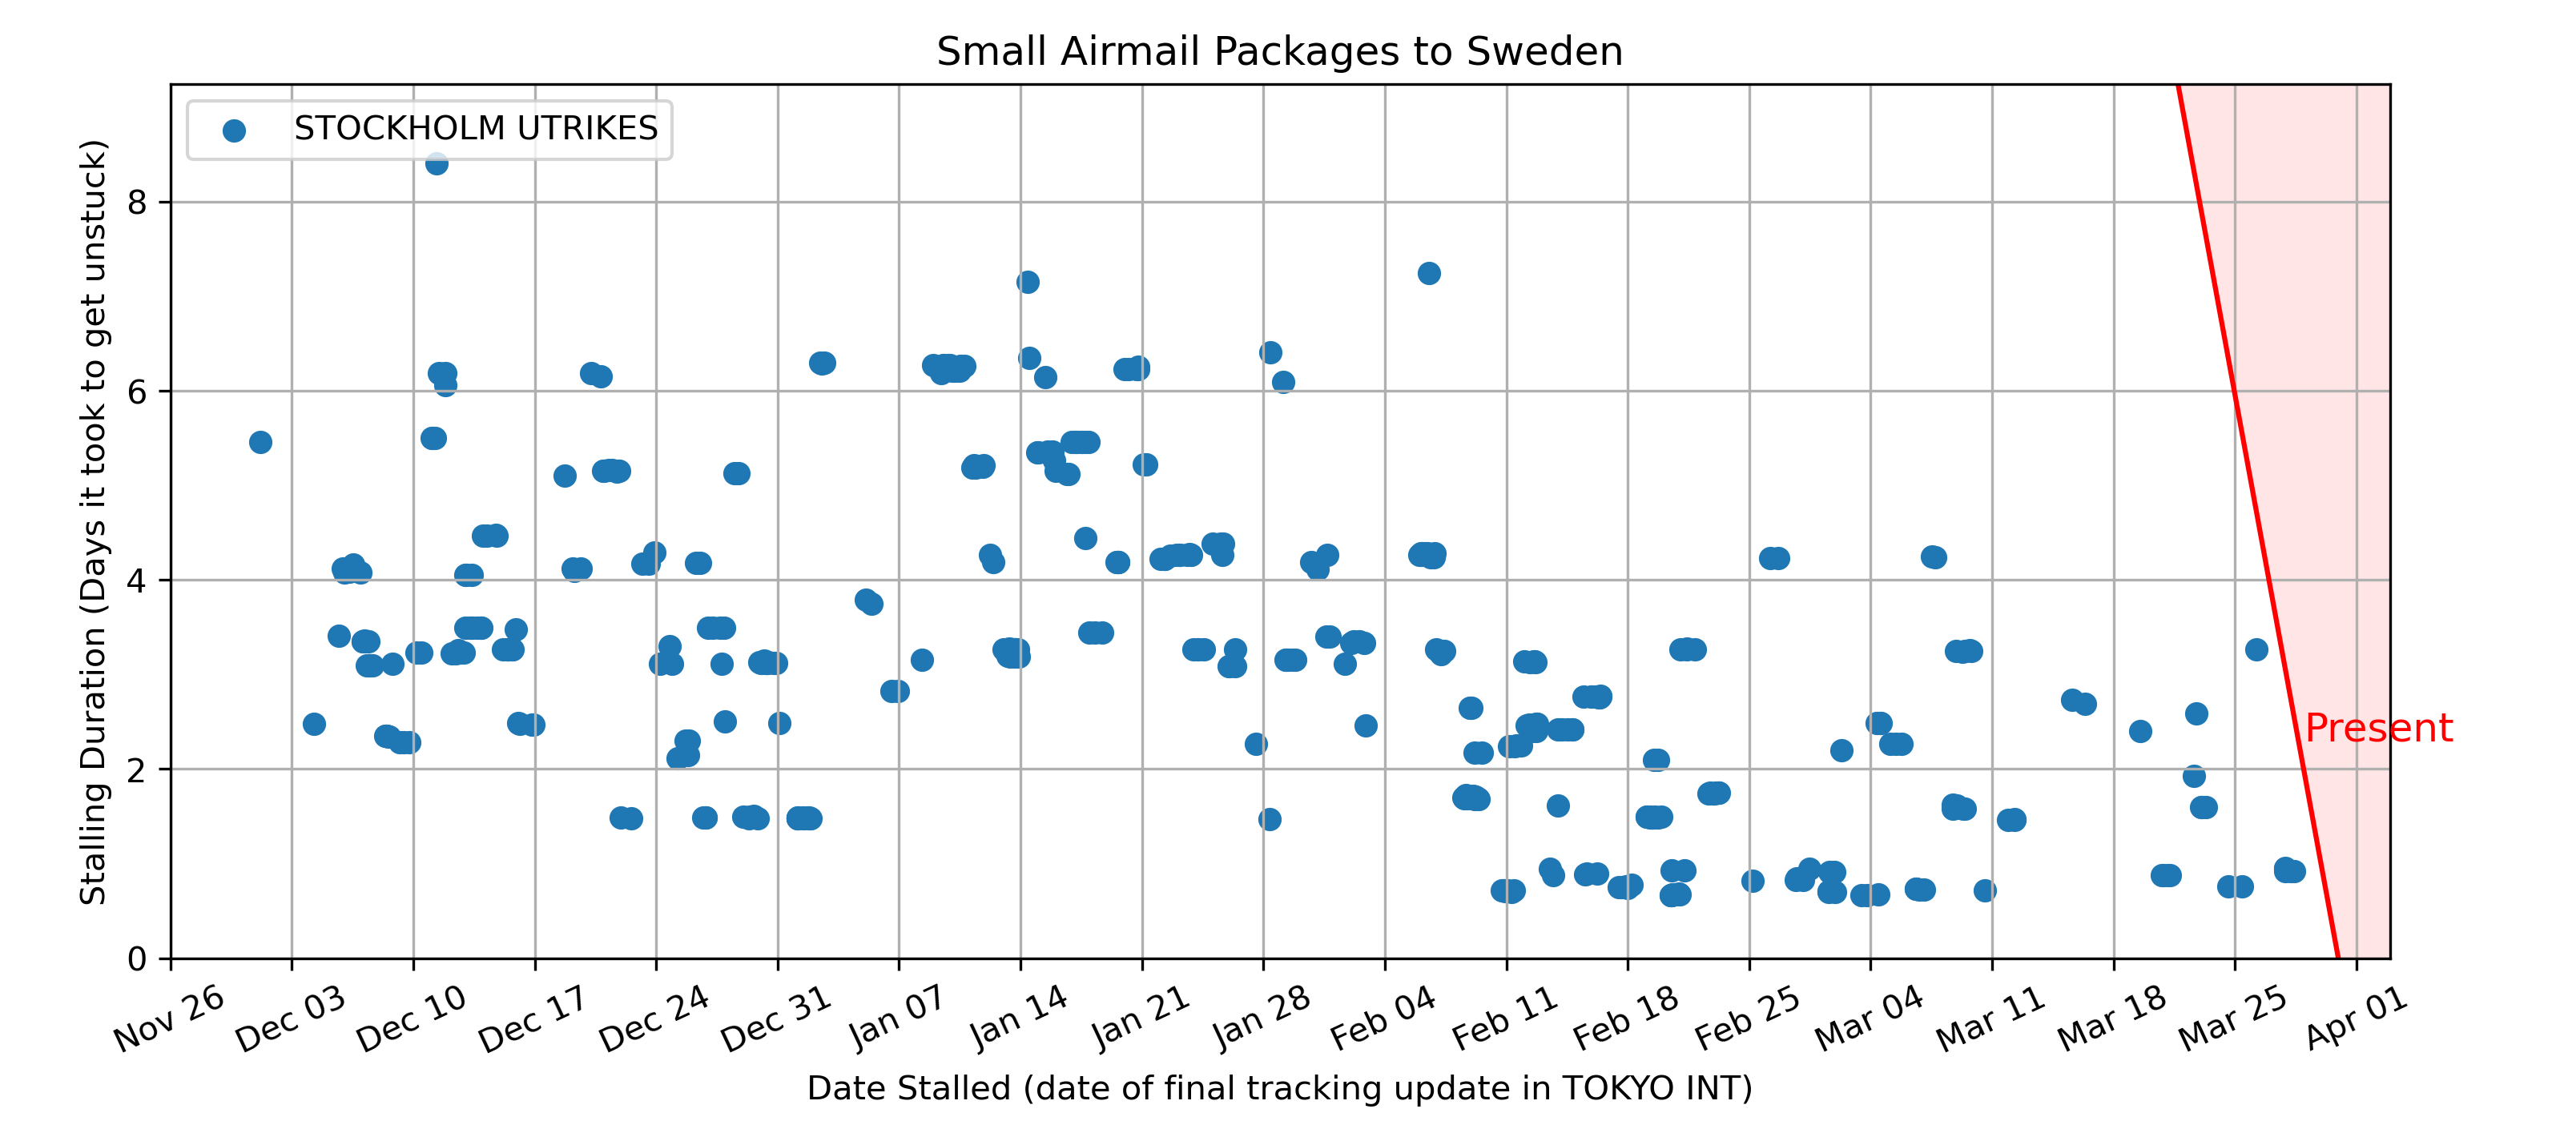 Small Airmail Packages to Sweden
STOCKHOLM UTRIKES
Stalling Duration (Days it took to get unstuck)
8
6
4
2
0
Present
Nov 26
Dec 03
Dec 10
Dec 17
Dec 24
Dec 31
Jan 07
Jan 14
Jan 21
Jan 28
Feb 04
Feb 11
Feb 18
Feb 25
Mar 04
Mar 11
Mar 18
Mar 25
Apr 01
Date Stalled (date of final tracking update in TOKYO INT)